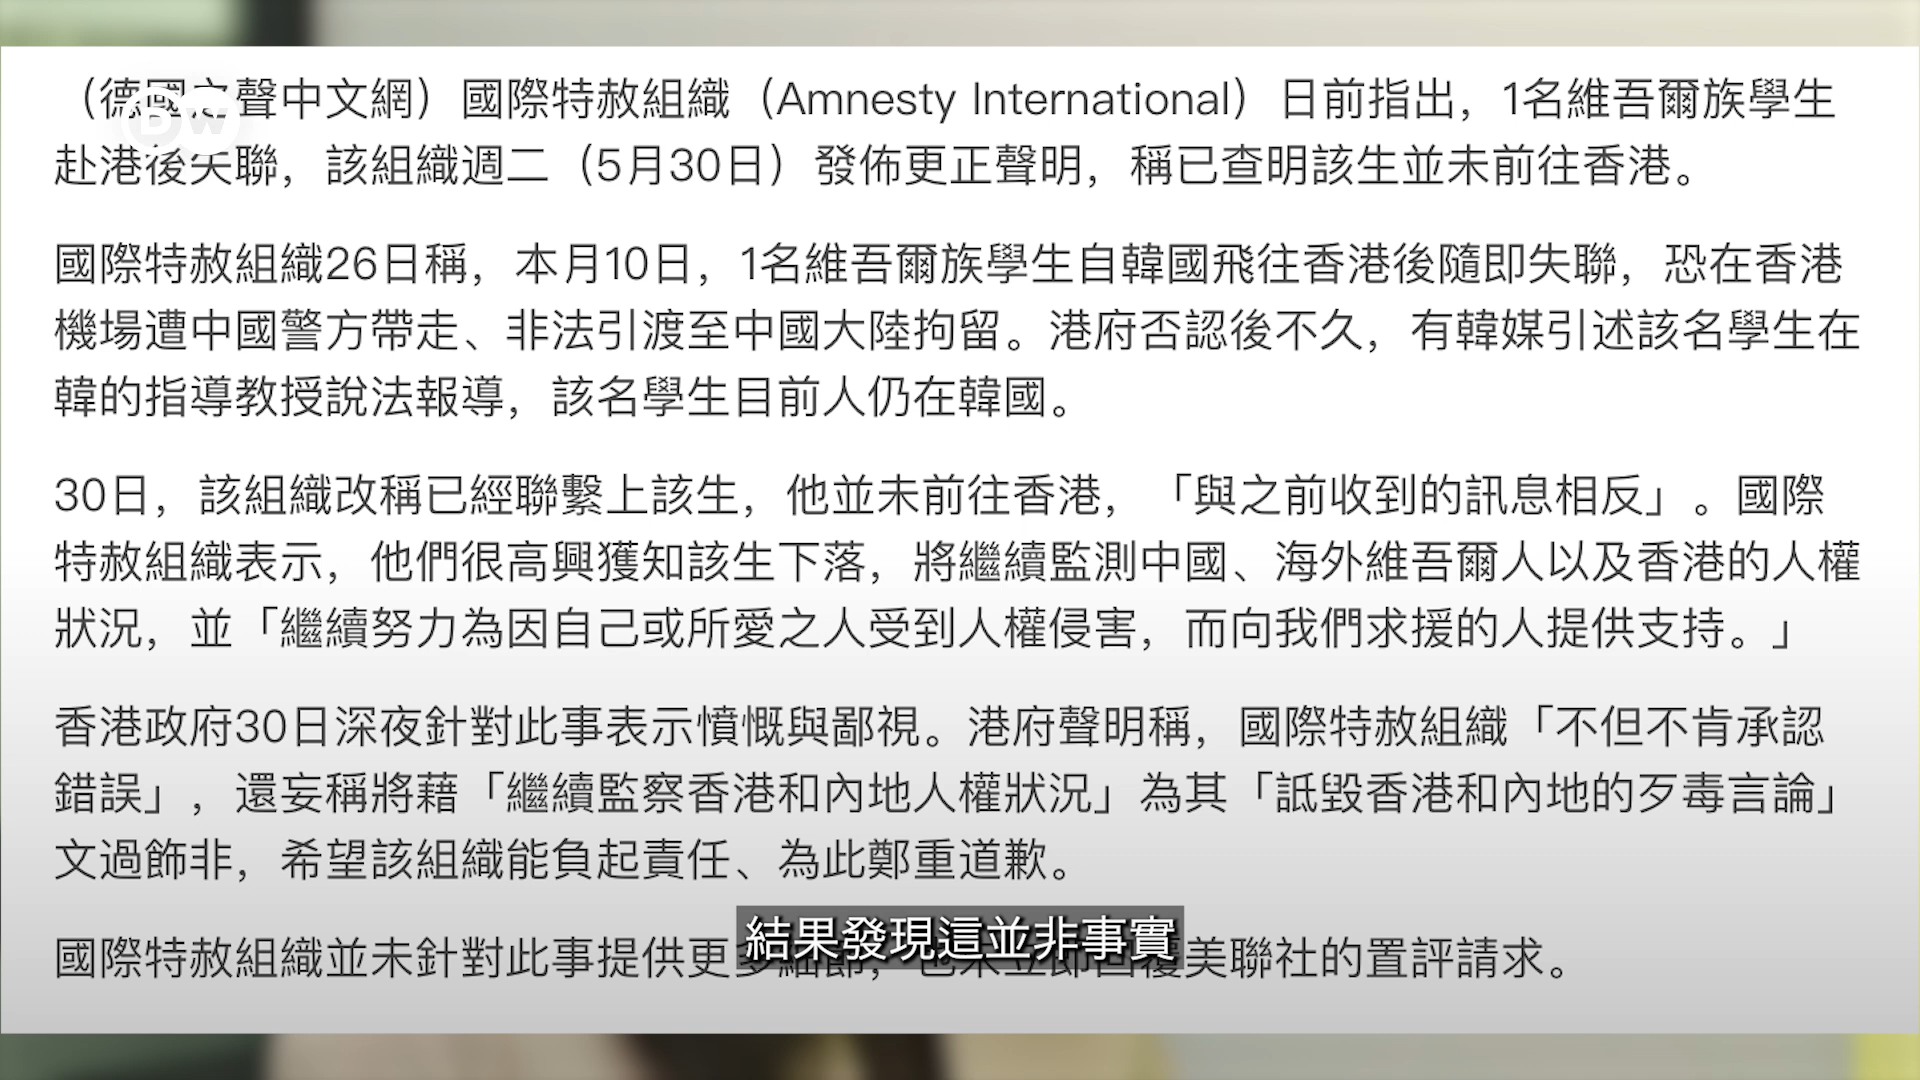 （德國之聲中文網）國際特赦組織（Amnesty International）日前指出，1名維吾爾族學生
赴港後失聯，該組織週二（5月30日）發佈更正聲明，稱已查明該生並未前往香港。
國際特赦組織26日稱，本月10日，1名維吾爾族學生自韓國飛往香港後隨即失聯，恐在香港
機場遭中國警方帶走、非法引渡至中國大陸拘留。港府否認後不久，有韓媒引述該名學生在
韓的指導教授說法報導，該名學生目前人仍在韓國。
30日，該組織改稱已經聯繫上該生，他並未前往香港，「與之前收到的訊息相反」。國際
特赦組織表示，他們很高興獲知該生下落，將繼續監測中國、海外維吾爾人以及香港的人權
狀況，並「繼續努力為因自己或所愛之人受到人權侵害，而向我們求援的人提供支持。」
香港政府30日深夜針對此事表示憤慨與鄙視。港府聲明稱，國際特赦組織「不但不肯承認
錯誤」，還妄稱將藉「繼續監察香港和內地人權狀況」為其「詆毀香港和內地的歹毒言論」
文過飾非，希望該組織能負起責任、為此鄭重道歉。
國際特赦組織並未針對此事提供更多細節，也未立即回覆美聯社的置評請求。
結果發現這並非事實
DW